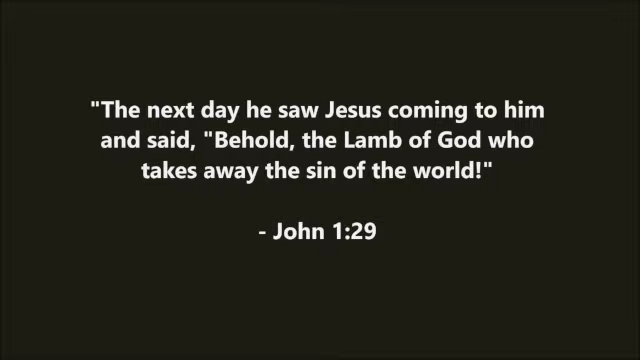 "The next day he saw Jesus coming to him
and said, "Behold, the Lamb of God who
takes away the sin of the world!"
- John 1:29